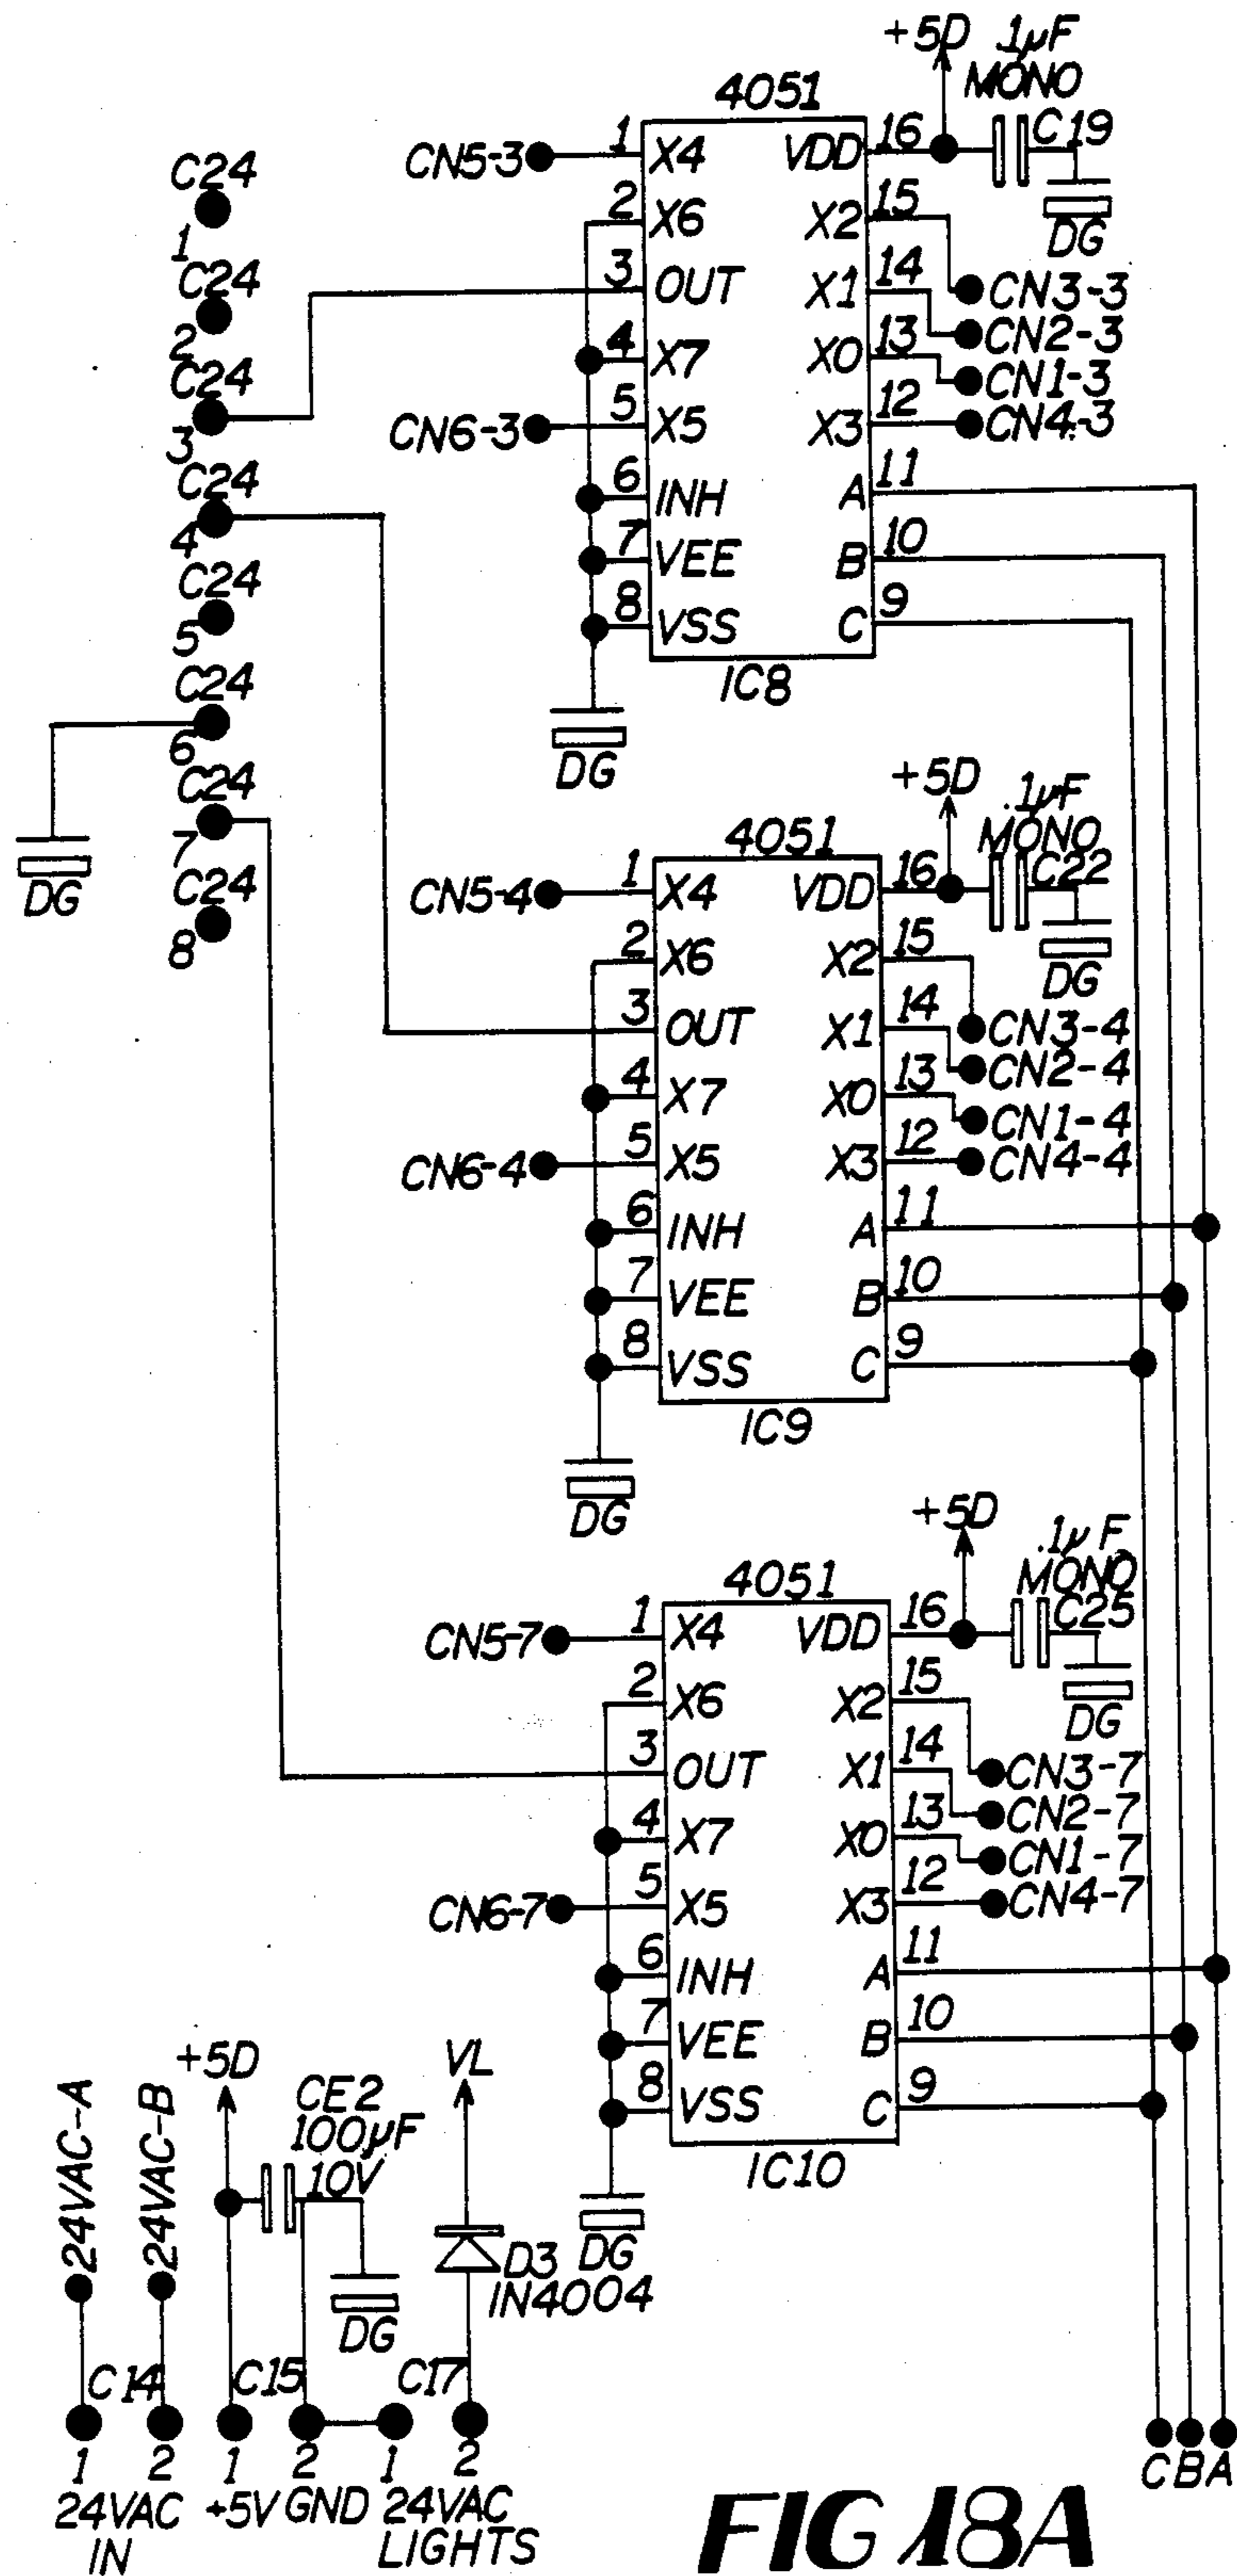 C24
1
C24
2
C24
3
C24
4
C24
5
C24
6
C24
7
C24
8
DG
4051
+5D
.1µF
MONO
C19
DG
CN5-3
1 X4
2 X6
3 OUT
4 X7
CN6-3
5 X5
6 INH
7 VEE
8 VSS
VDD 16
X2 15
X1 14
X0 13
X3 12
A 11
B 10
C 9
CN3-3
CN2-3
CN1-3
CN4-3
IC8
DG
4051
+5D
.1µF
MONO
C22
DG
CN5-4
1 X4
2 X6
3 OUT
4 X7
CN6-4
5 X5
6 INH
7 VEE
8 VSS
VDD 16
X2 15
X1 14
X0 13
X3 12
A 11
B 10
C 9
CN3-4
CN2-4
CN1-4
CN4-4
IC9
DG
4051
+5D
.1µF
MONO
C25
DG
CN5-7
1 X4
2 X6
3 OUT
4 X7
CN6-7
5 X5
6 INH
7 VEE
8 VSS
VDD 16
X2 15
X1 14
X0 13
X3 12
A 11
B 10
C 9
CN3-7
CN2-7
CN1-7
CN4-7
IC10
DG
24VAC-A
24VAC-B
+5D
CE2
100µF
10V
DG
VL
D3
IN4004
C14
C15
C17
1 2 1 2 1 2
24VAC
IN
+5V GND
24VAC
LIGHTS
C B A
FIG 18A